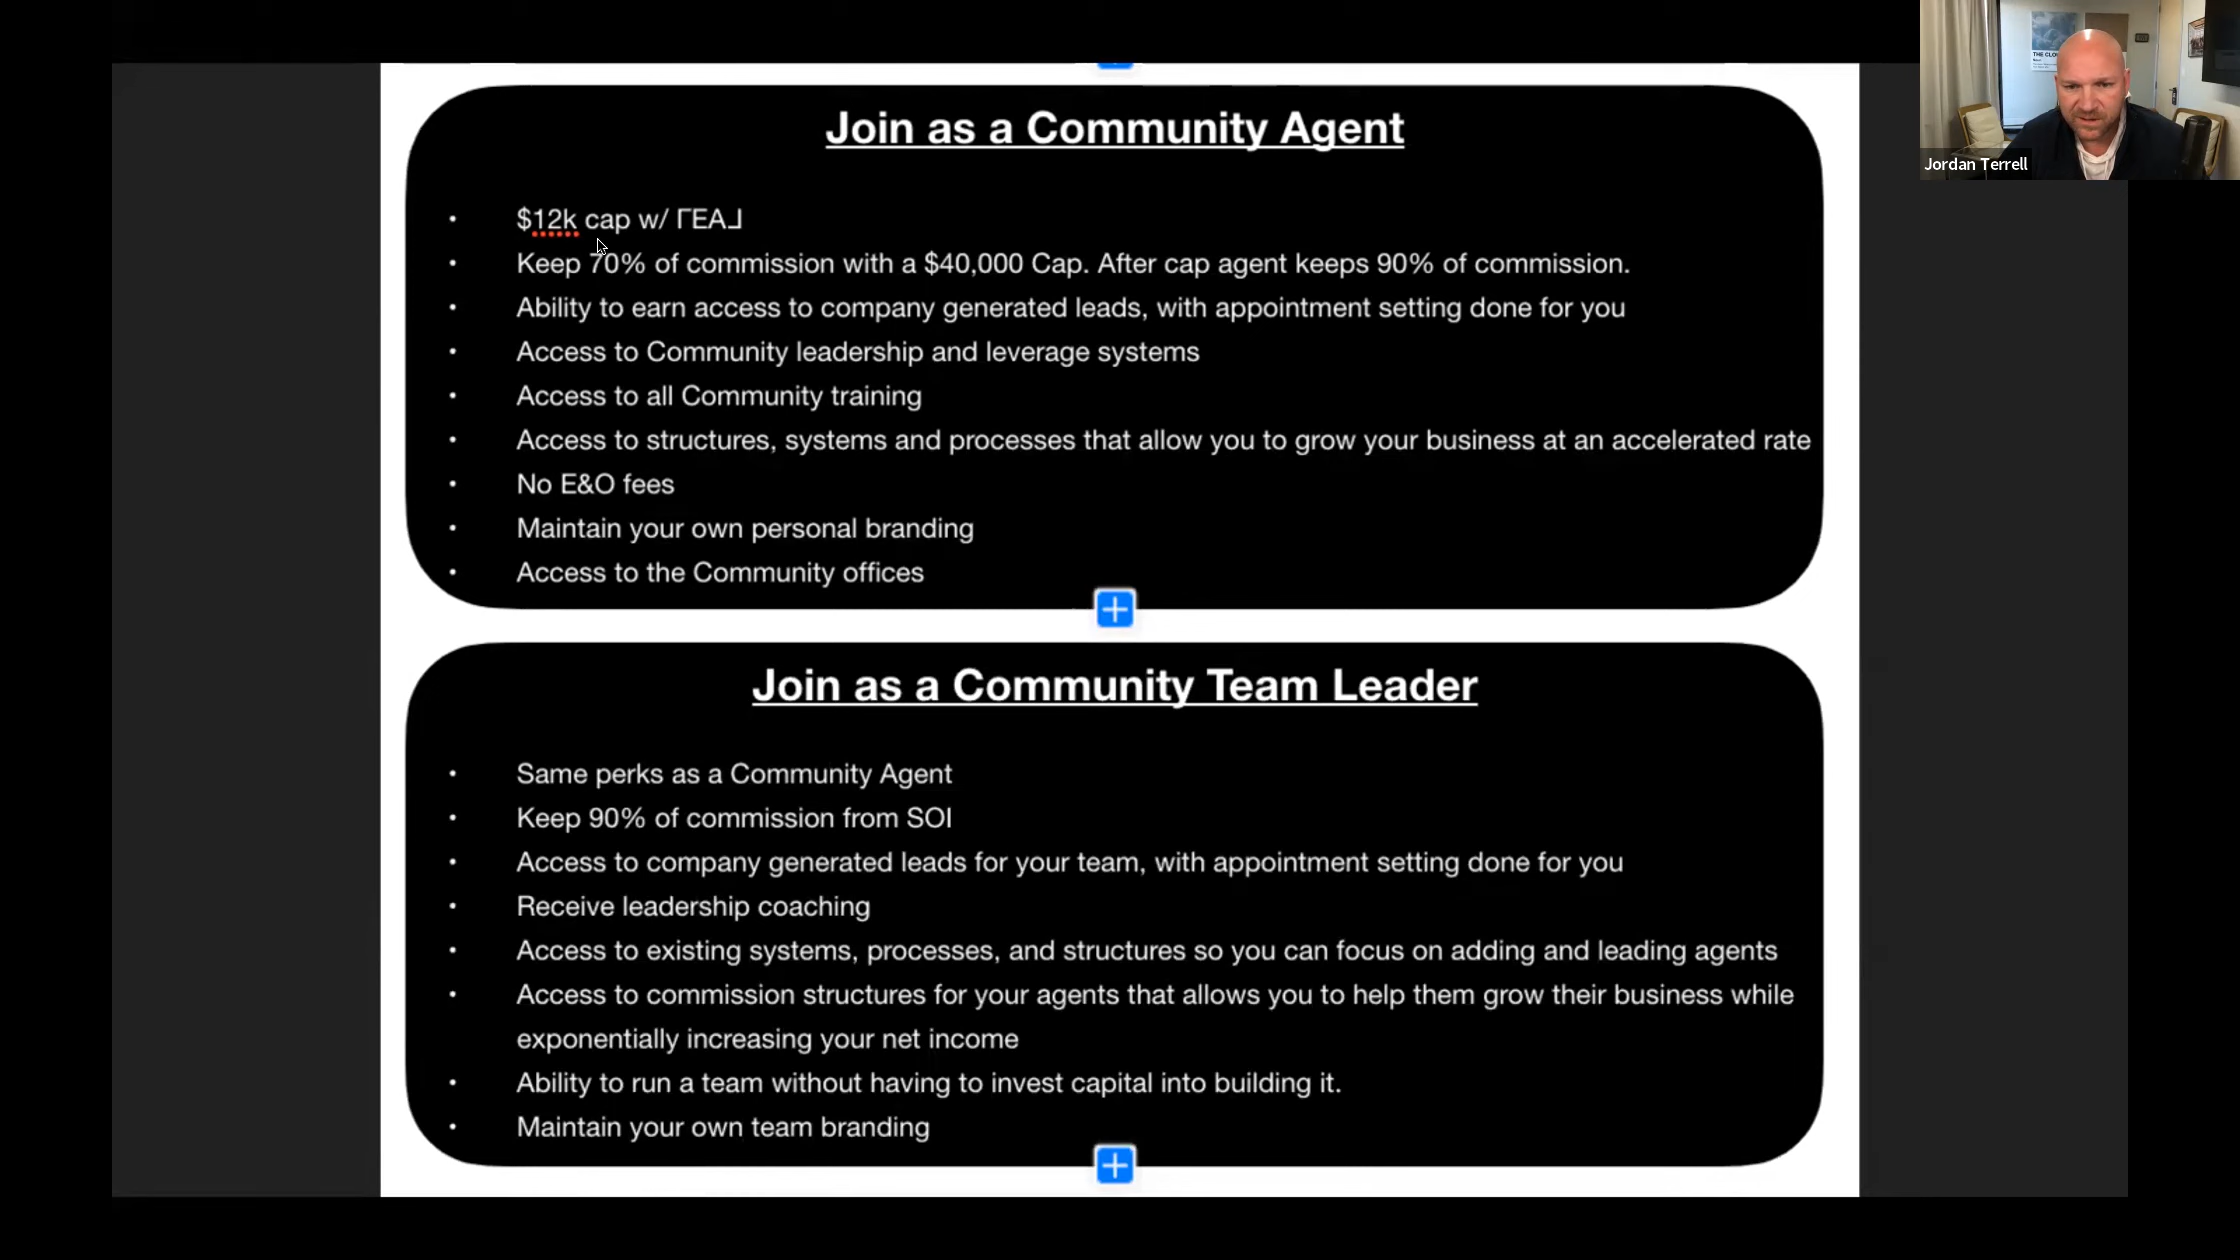 Join as a Community Agent
• $12k cap w/ ꓩEAꓶ
• Keep 70% of commission with a $40,000 Cap. After cap agent keeps 90% of commission.
• Ability to earn access to company generated leads, with appointment setting done for you
• Access to Community leadership and leverage systems
• Access to all Community training
• Access to structures, systems and processes that allow you to grow your business at an accelerated rate
• No E&O fees
• Maintain your own personal branding
• Access to the Community offices
Join as a Community Team Leader
• Same perks as a Community Agent
• Keep 90% of commission from SOI
• Access to company generated leads for your team, with appointment setting done for you
• Receive leadership coaching
• Access to existing systems, processes, and structures so you can focus on adding and leading agents
• Access to commission structures for your agents that allows you to help them grow their business while
exponentially increasing your net income
• Ability to run a team without having to invest capital into building it.
• Maintain your own team branding
Jordan Terrell